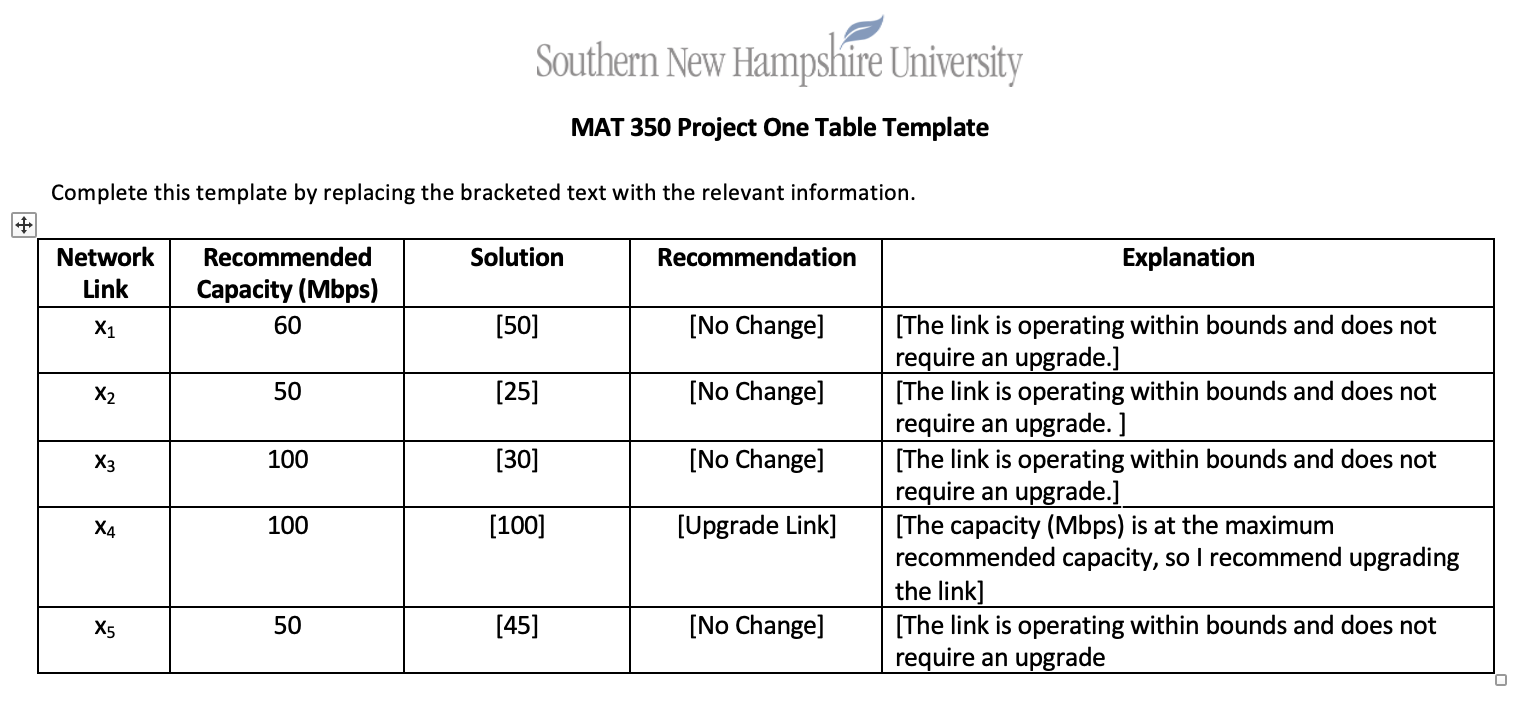 Southern New Hampshire University
MAT 350 Project One Table Template
Complete this template by replacing the bracketed text with the relevant information.
Network Link Recommended Capacity (Mbps) Solution Recommendation Explanation
x₁ 60 [50] [No Change] [The link is operating within bounds and does not
require an upgrade.]
x₂ 50 [25] [No Change] [The link is operating within bounds and does not
require an upgrade. ]
x₃ 100 [30] [No Change] [The link is operating within bounds and does not
require an upgrade.]
x₄ 100 [100] [Upgrade Link] [The capacity (Mbps) is at the maximum
recommended capacity, so I recommend upgrading
the link]
x₅ 50 [45] [No Change] [The link is operating within bounds and does not
require an upgrade